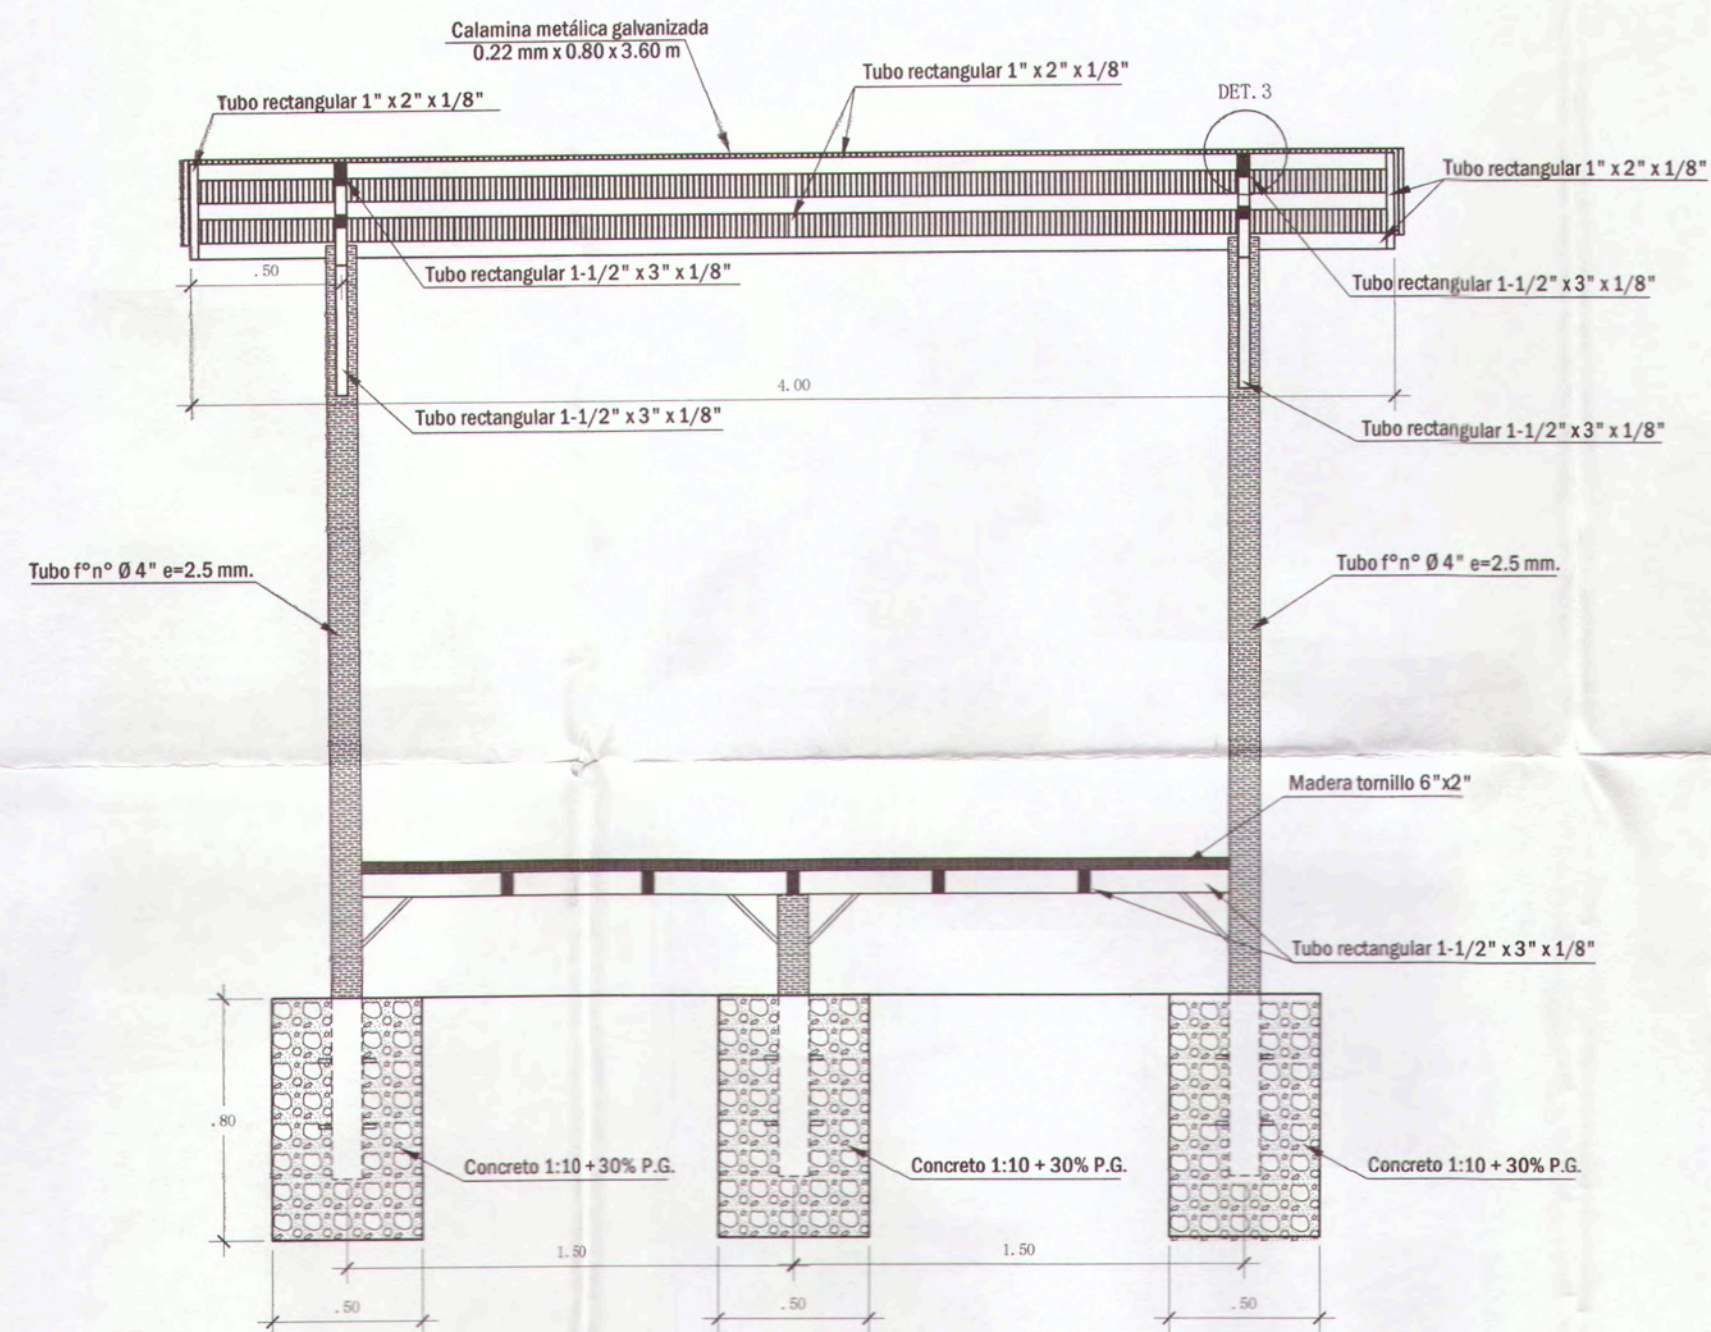 Calamina metálica galvanizada
0.22 mm x 0.80 x 3.60 m
Tubo rectangular 1" x 2" x 1/8"
Tubo rectangular 1" x 2" x 1/8"
DET. 3
Tubo rectangular 1" x 2" x 1/8"
.50
Tubo rectangular 1-1/2" x 3" x 1/8"
Tubo rectangular 1-1/2" x 3" x 1/8"
4.00
Tubo rectangular 1-1/2" x 3" x 1/8"
Tubo rectangular 1-1/2" x 3" x 1/8"
Tubo f°n° Ø 4" e=2.5 mm.
Tubo f°n° Ø 4" e=2.5 mm.
Madera tornillo 6"x2"
Tubo rectangular 1-1/2" x 3" x 1/8"
.80
Concreto 1:10 + 30% P.G.
Concreto 1:10 + 30% P.G.
Concreto 1:10 + 30% P.G.
1.50
1.50
.50
.50
.50